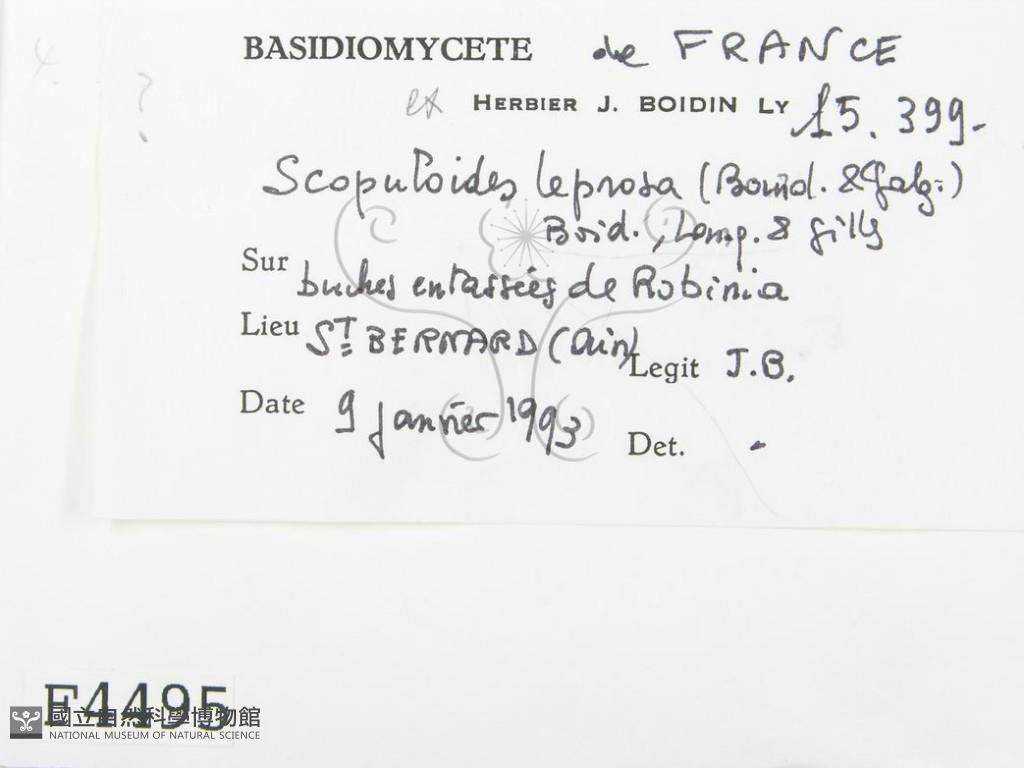 BASIDIOMYCETE de FRANCE
ex HERBIER J. BOIDIN LY 15.399-
?
Scopuloides leprosa (Bourd. & Galz.)
Boid., Lanq. & Gilles
Sur buches entassées de Robinia
Lieu ST BERNARD (Ain) Legit J.B.
Date 9 janvier 1993 Det. -
F4495
國立自然科學博物館
NATIONAL MUSEUM OF NATURAL SCIENCE